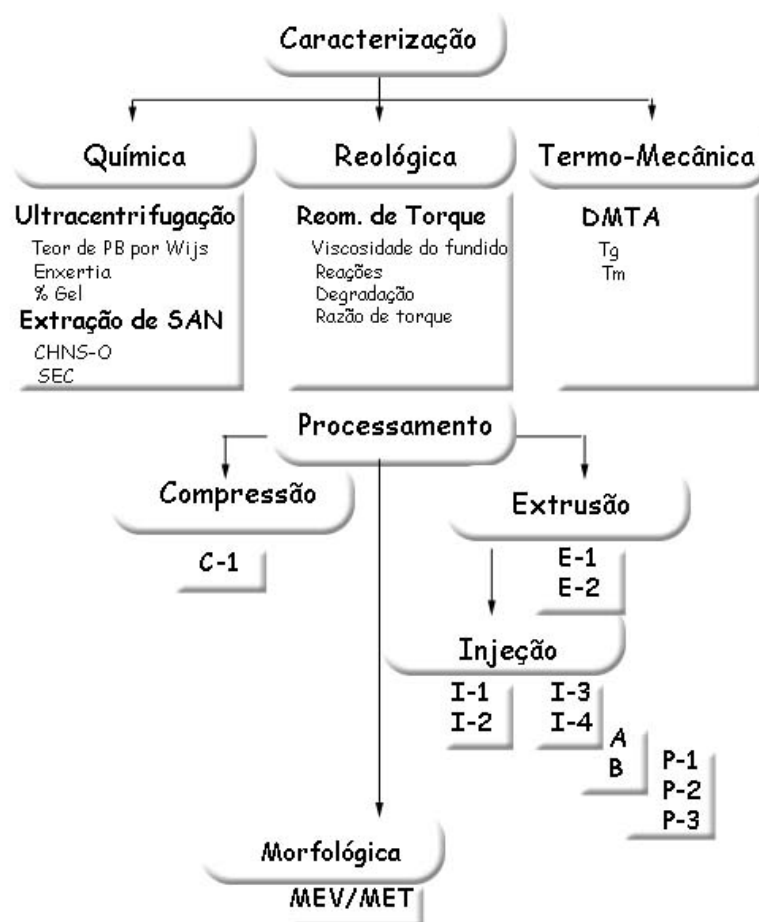 Caracterização
Química
Reológica
Termo-Mecânica
Ultracentrifugação
Teor de PB por Wijs
Enxertia
% Gel
Extração de SAN
CHNS-O
SEC
Reom. de Torque
Viscosidade do fundido
Reações
Degradação
Razão de torque
DMTA
Tg
Tm
Processamento
Compressão
C-1
Extrusão
E-1
E-2
Injeção
I-1
I-2
I-3
I-4
A
B
P-1
P-2
P-3
Morfológica
MEV/MET